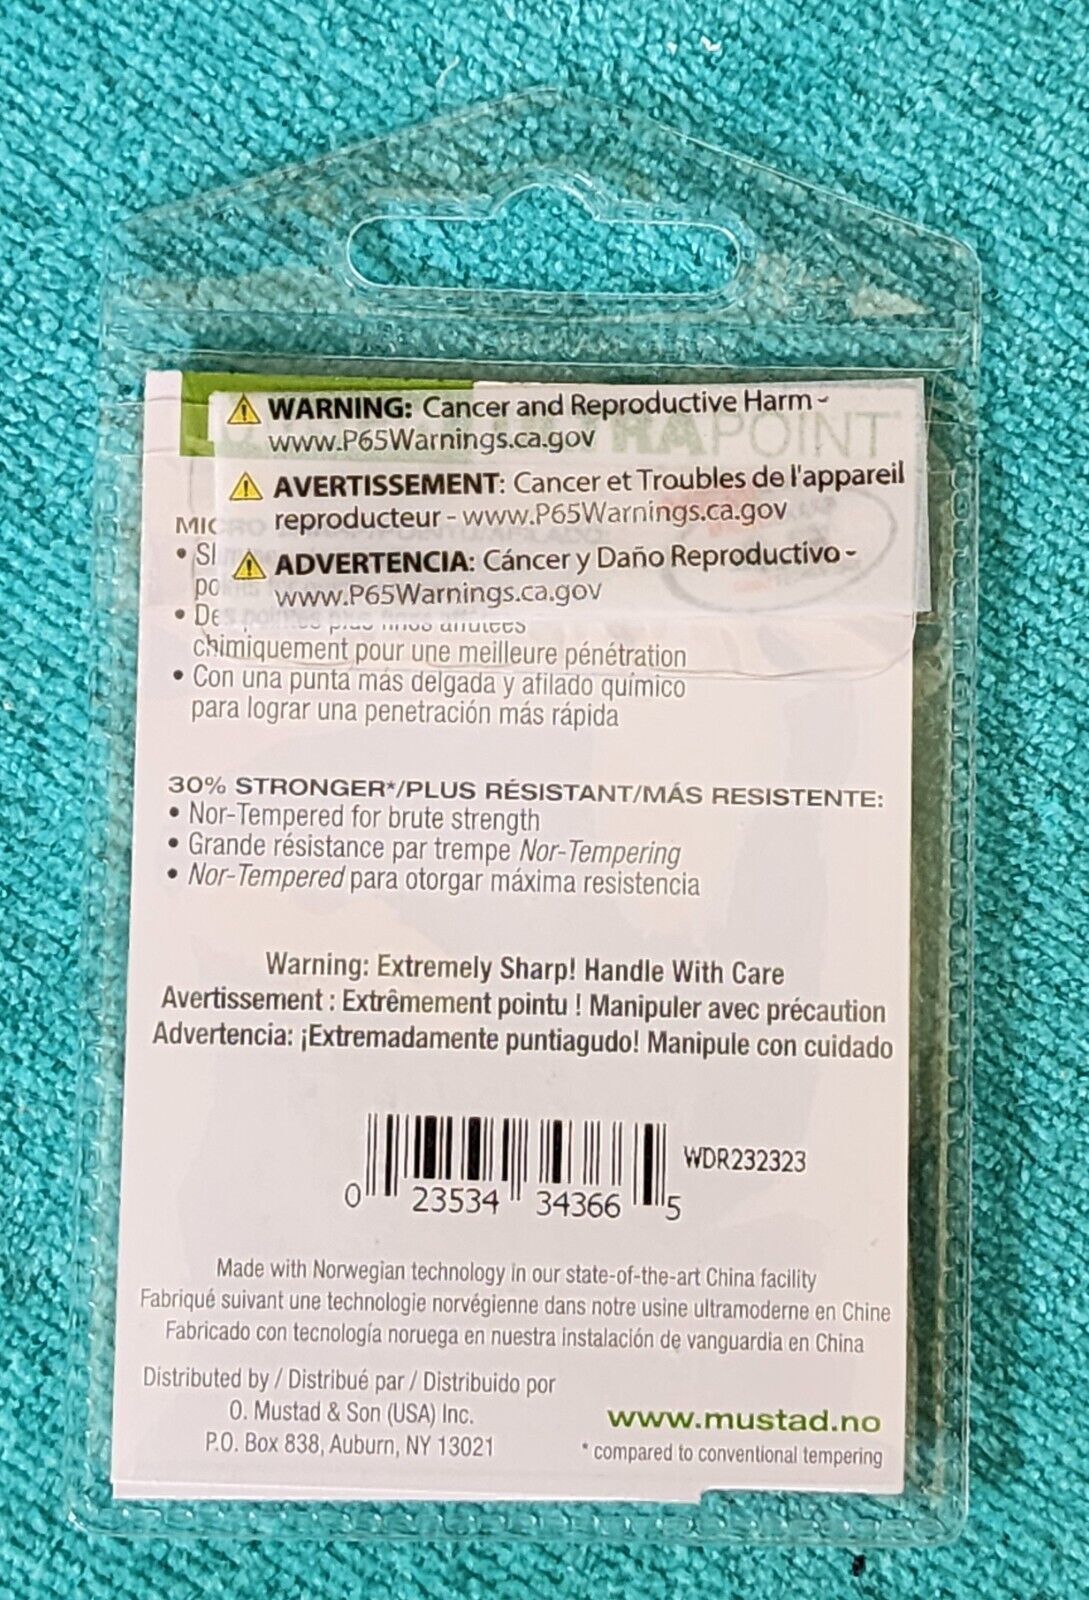 WARNING: Cancer and Reproductive Harm -
www.P65Warnings.ca.gov
POINT
AVERTISSEMENT: Cancer et Troubles de l'appareil
reproducteur - www.P65Warnings.ca.gov
ADVERTENCIA: Cáncer y Daño Reproductivo -
www.P65Warnings.ca.gov
chimiquement pour une meilleure pénétration
• Con una punta más delgada y afilado químico
para lograr una penetración más rápida
30% STRONGER*/PLUS RÉSISTANT/MÁS RESISTENTE:
• Nor-Tempered for brute strength
• Grande résistance par trempe Nor-Tempering
• Nor-Tempered para otorgar máxima resistencia
Warning: Extremely Sharp! Handle With Care
Avertissement : Extrêmement pointu ! Manipuler avec précaution
Advertencia: ¡Extremadamente puntiagudo! Manipule con cuidado
WDR232323
0 23534 34366 5
Made with Norwegian technology in our state-of-the-art China facility
Fabriqué suivant une technologie norvégienne dans notre usine ultramoderne en Chine
Fabricado con tecnología noruega en nuestra instalación de vanguardia en China
Distributed by / Distribué par / Distribuido por
O. Mustad & Son (USA) Inc.
P.O. Box 838, Auburn, NY 13021
www.mustad.no
* compared to conventional tempering